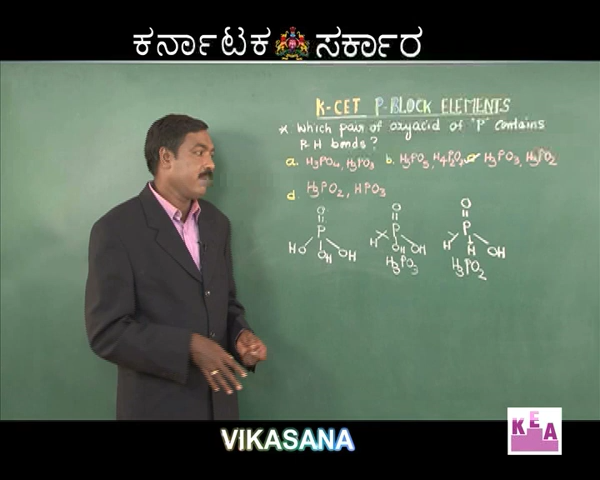 ಕರ್ನಾಟಕ ಸರ್ಕಾರ
K-CET P-BLOCK ELEMENTS
* Which pair of oxyacid of "P" contains
P-H bonds?
a. H₃PO₄, H₃PO₃ b. H₃PO₅, H₄P₂O₇ c. H₃PO₃, H₃PO₂
d. H₃PO₂, HPO₃
O O O
P P P
HO OH OH H OH OH H H OH
H₃PO₃ H₃PO₂
VIKASANA
KEA